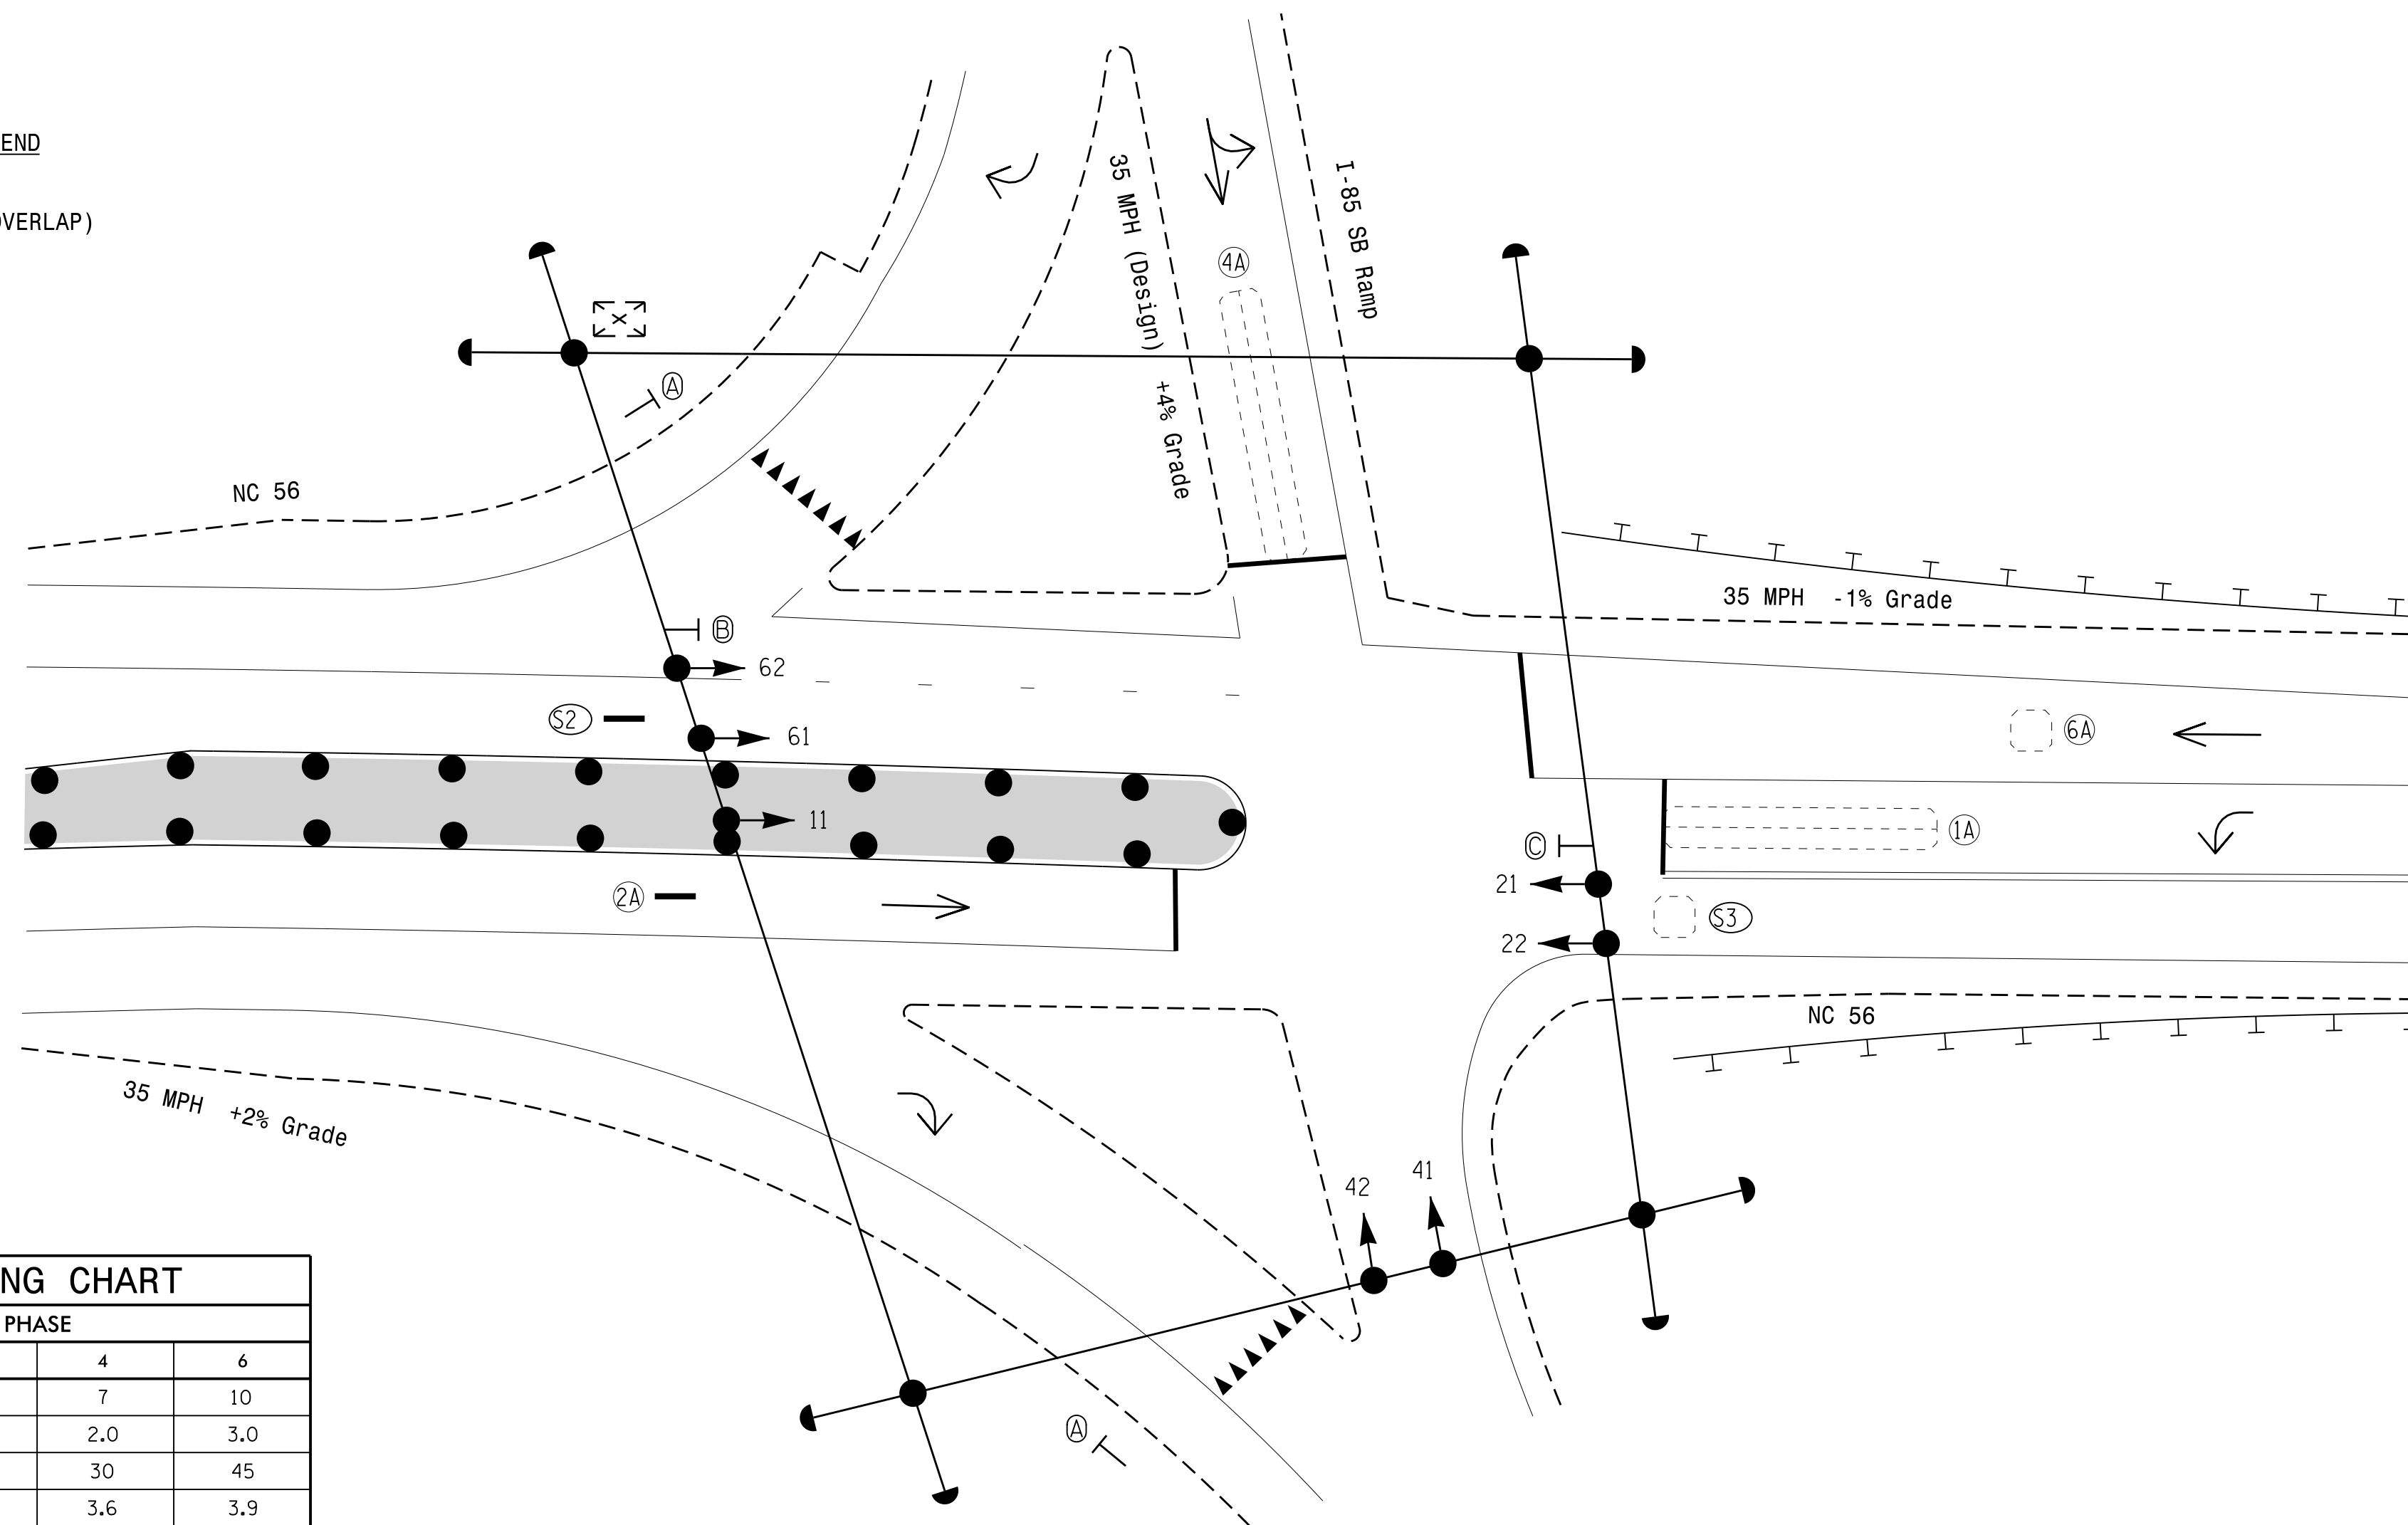 END
OVERLAP)
35 MPH (Design) +4% Grade
I-85 SB Ramp
4A
A
NC 56
35 MPH -1% Grade
B
62
S2
61
6A
11
1A
C
21
2A
S3
22
NC 56
35 MPH +2% Grade
41
42
A
NG CHART
PHASE
4 6
7 10
2.0 3.0
30 45
3.6 3.9